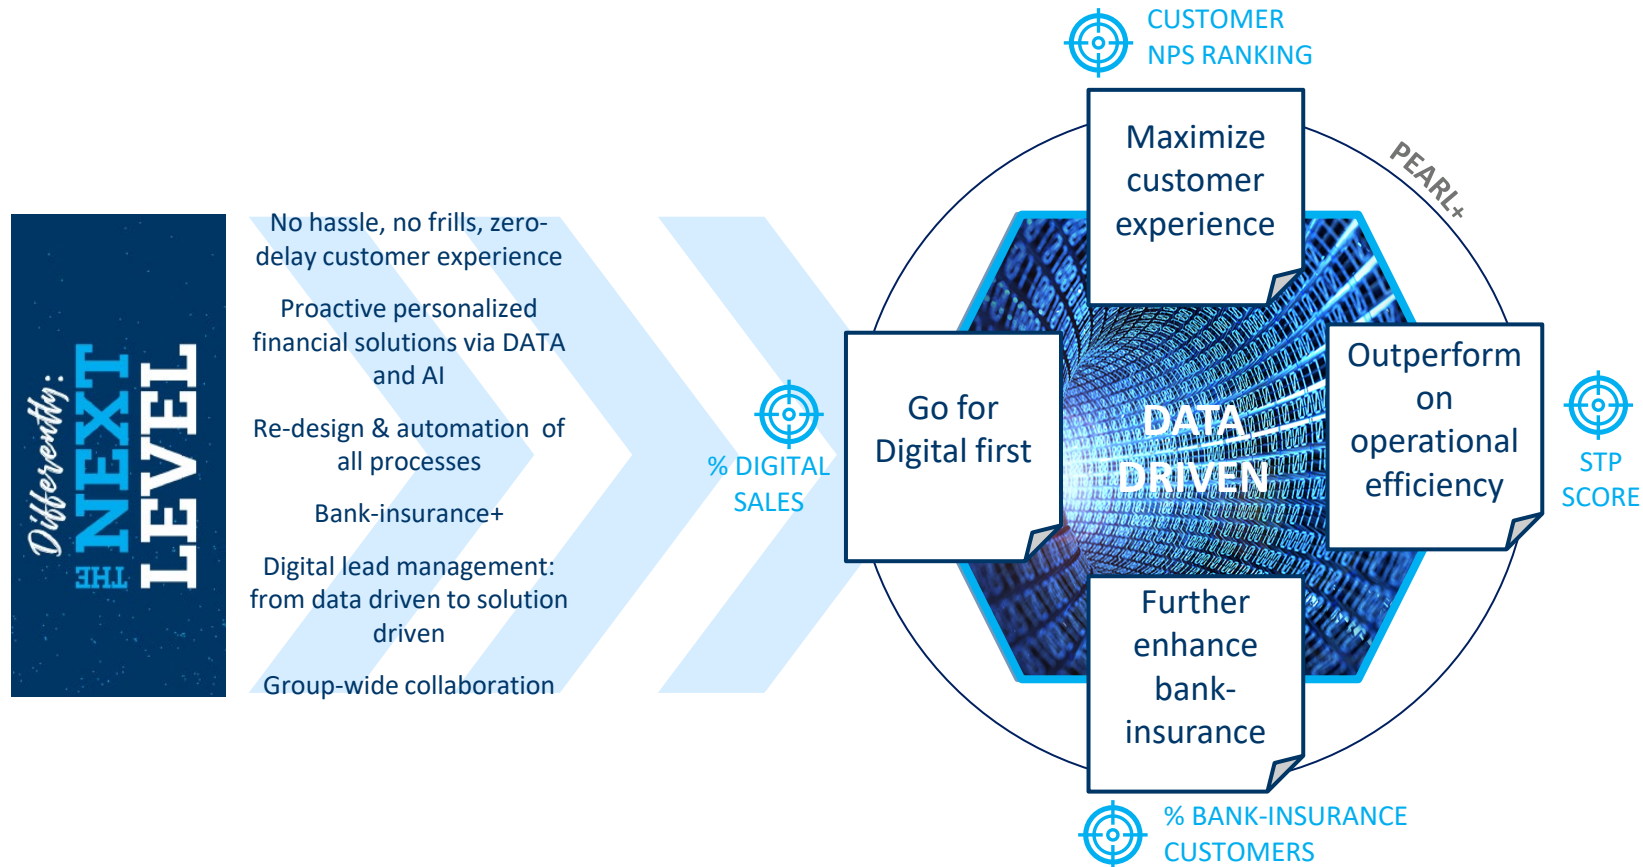 Differently:
THE NEXT
LEVEL
No hassle, no frills, zero-
delay customer experience
Proactive personalized
financial solutions via DATA
and AI
Re-design & automation of
all processes
Bank-insurance+
Digital lead management:
from data driven to solution
driven
Group-wide collaboration
CUSTOMER
NPS RANKING
Maximize
customer
experience
PEARL+
Go for
Digital first
% DIGITAL
SALES
DATA
DRIVEN
Outperform
on
operational
efficiency
STP
SCORE
Further
enhance
bank-
insurance
% BANK-INSURANCE
CUSTOMERS